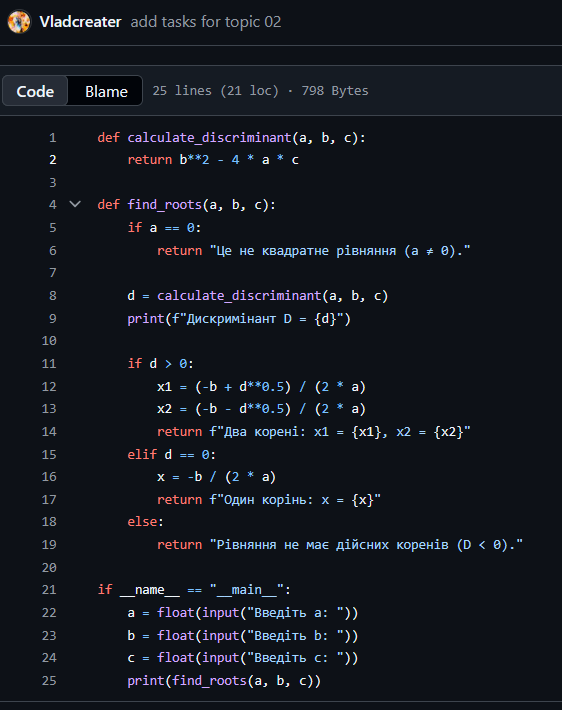 Vladcreater add tasks for topic 02
Code Blame 25 lines (21 loc) · 798 Bytes
1 def calculate_discriminant(a, b, c):
2     return b**2 - 4 * a * c
3
4 def find_roots(a, b, c):
5     if a == 0:
6         return "Це не квадратне рівняння (a ≠ 0)."
7
8     d = calculate_discriminant(a, b, c)
9     print(f"Дискримінант D = {d}")
10
11     if d > 0:
12         x1 = (-b + d**0.5) / (2 * a)
13         x2 = (-b - d**0.5) / (2 * a)
14         return f"Два корені: x1 = {x1}, x2 = {x2}"
15     elif d == 0:
16         x = -b / (2 * a)
17         return f"Один корінь: x = {x}"
18     else:
19         return "Рівняння не має дійсних коренів (D < 0)."
20
21 if __name__ == "__main__":
22     a = float(input("Введіть a: "))
23     b = float(input("Введіть b: "))
24     c = float(input("Введіть c: "))
25     print(find_roots(a, b, c))